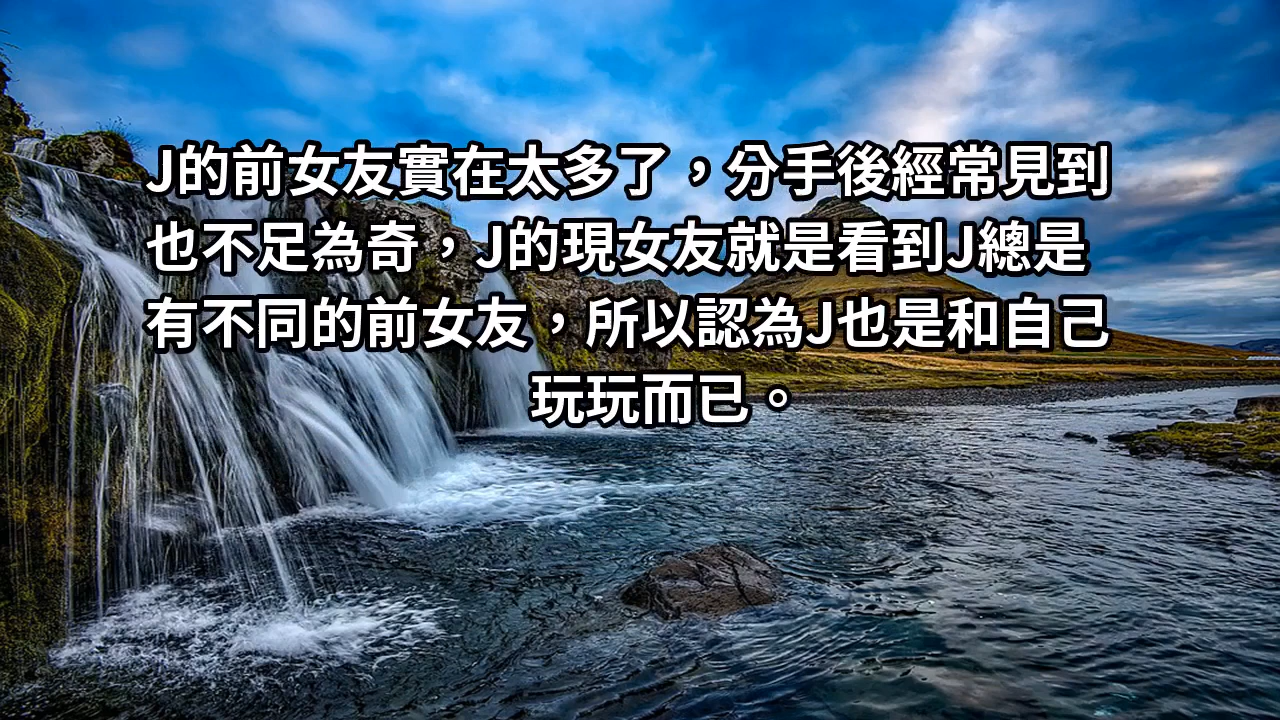 J的前女友實在太多了，分手後經常見到
也不足為奇，J的現女友就是看到J總是
有不同的前女友，所以認為J也是和自己
玩玩而已。